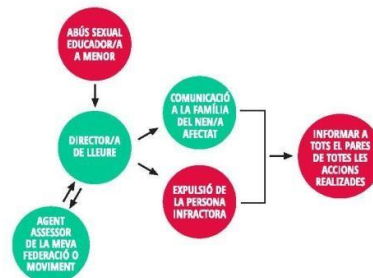 ABÚS SEXUAL
EDUCADOR/A
A MENOR
DIRECTOR/A
DE LLEURE
AGENT
ASSESSOR
DE LA MEVA
FEDERACIÓ O
MOVIMENT
COMUNICACIÓ
A LA FAMÍLIA
DEL NEN/A
AFECTAT
EXPULSIÓ DE
LA PERSONA
INFRACTORA
INFORMAR A
TOTS EL PARES
DE TOTES LES
ACCIONS
REALIZADES